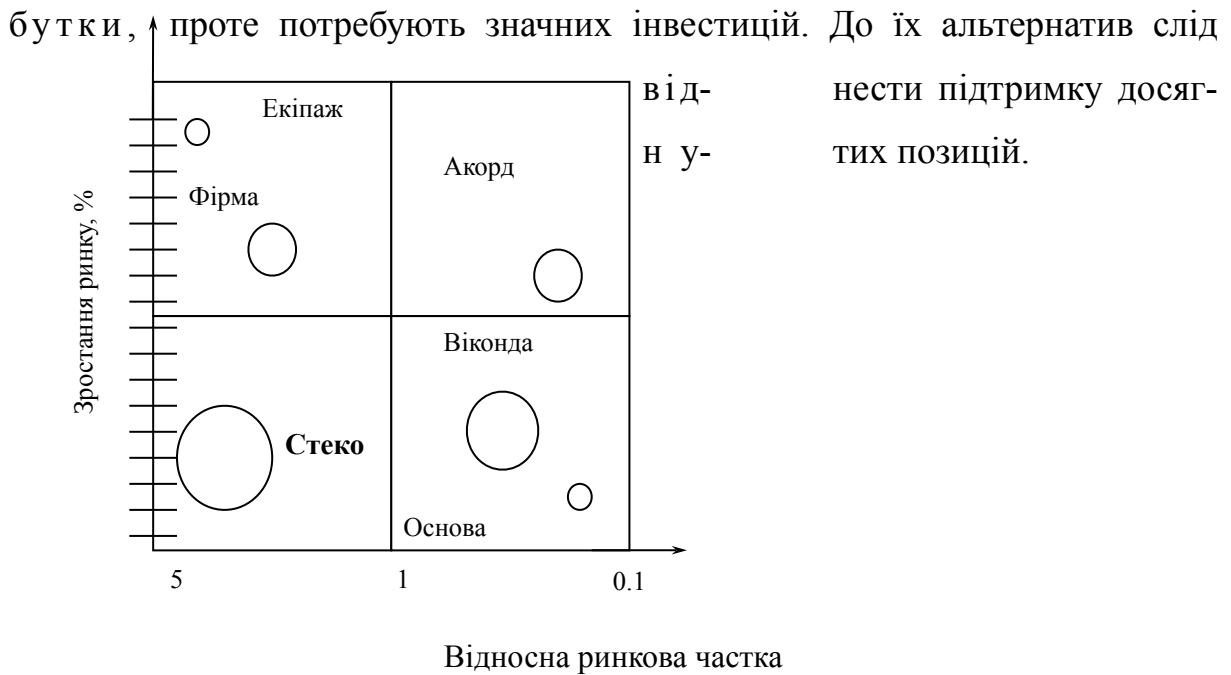 бутки, проте потребують значних інвестицій. До їх альтернатив слід
від- нести підтримку досяг-
н у- тих позицій.
Екіпаж
Акорд
Фірма
Зростання ринку, %
Віконда
Стеко
Основа
5 1 0.1
Відносна ринкова частка